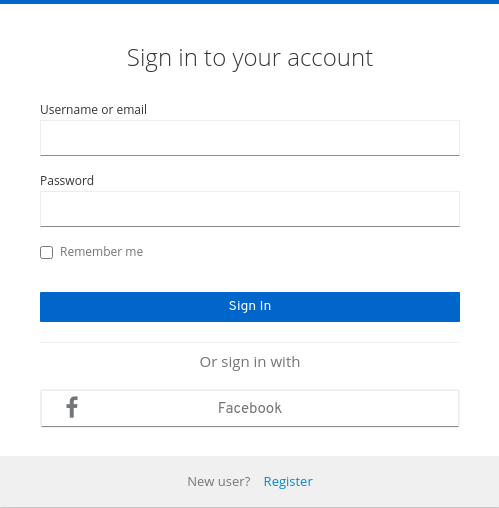 Sign in to your account
Username or email
Password
Remember me
Sign In
Or sign in with
Facebook
New user? Register